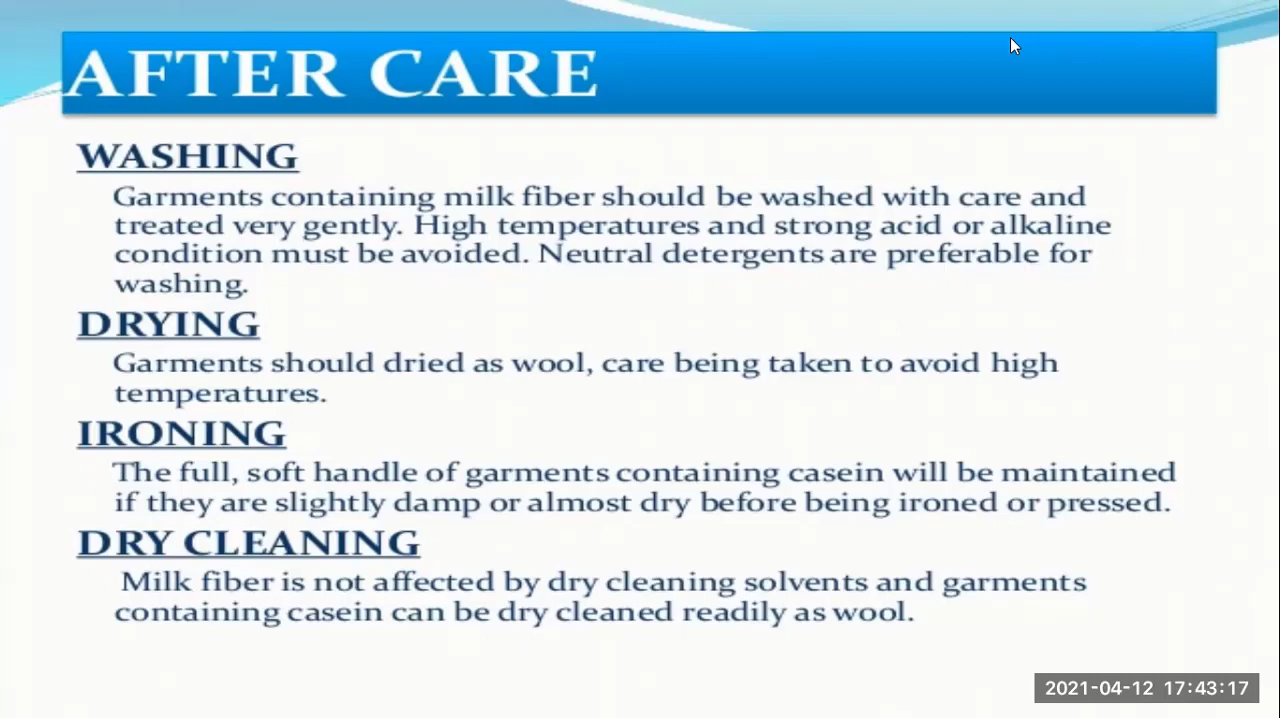 AFTER CARE
WASHING
Garments containing milk fiber should be washed with care and
treated very gently. High temperatures and strong acid or alkaline
condition must be avoided. Neutral detergents are preferable for
washing.
DRYING
Garments should dried as wool, care being taken to avoid high
temperatures.
IRONING
The full, soft handle of garments containing casein will be maintained
if they are slightly damp or almost dry before being ironed or pressed.
DRY CLEANING
Milk fiber is not affected by dry cleaning solvents and garments
containing casein can be dry cleaned readily as wool.
2021-04-12 17:43:17